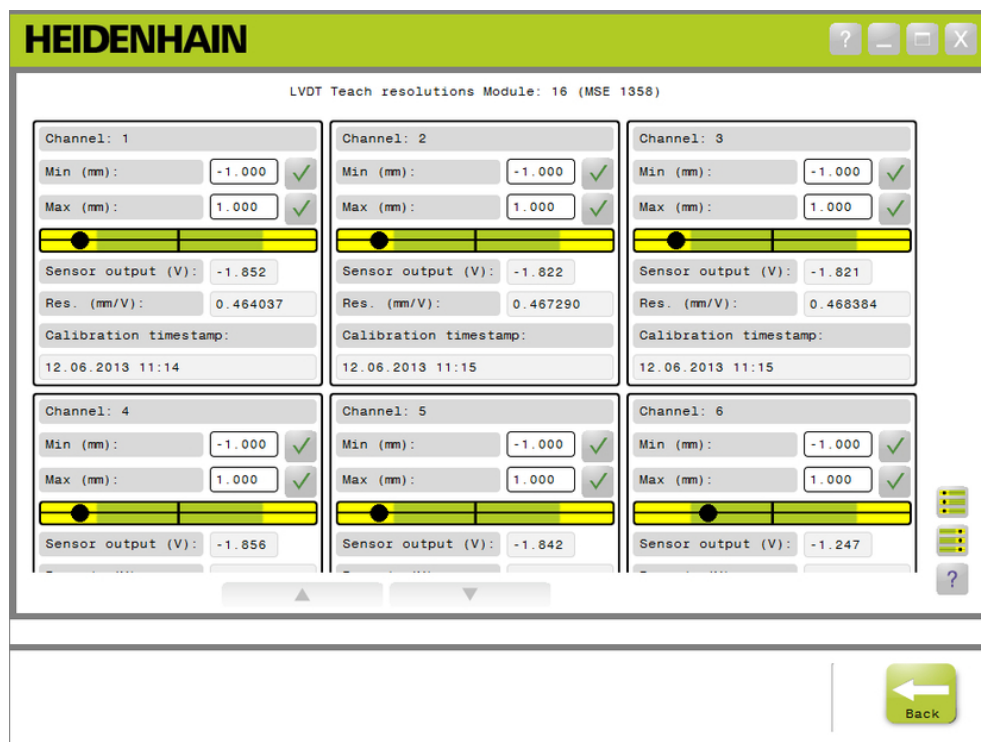 HEIDENHAIN
? _ X
LVDT Teach resolutions Module: 16 (MSE 1358)
Channel: 1
Min (mm): -1.000
Max (mm): 1.000
Sensor output (V): -1.852
Res. (mm/V): 0.464037
Calibration timestamp:
12.06.2013 11:14
Channel: 2
Min (mm): -1.000
Max (mm): 1.000
Sensor output (V): -1.822
Res. (mm/V): 0.467290
Calibration timestamp:
12.06.2013 11:15
Channel: 3
Min (mm): -1.000
Max (mm): 1.000
Sensor output (V): -1.821
Res. (mm/V): 0.468384
Calibration timestamp:
12.06.2013 11:15
Channel: 4
Min (mm): -1.000
Max (mm): 1.000
Sensor output (V): -1.856
Channel: 5
Min (mm): -1.000
Max (mm): 1.000
Sensor output (V): -1.842
Channel: 6
Min (mm): -1.000
Max (mm): 1.000
Sensor output (V): -1.247
?
Back